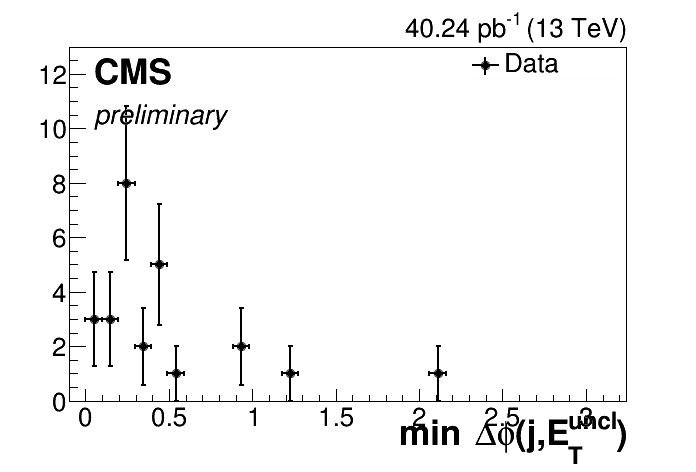 40.24 pb-1 (13 TeV)
CMS
preliminary
Data
12
10
8
6
4
2
0
0 0.5 1 1.5 2 2.5 3
min Δϕ(j,E_T^uncl)